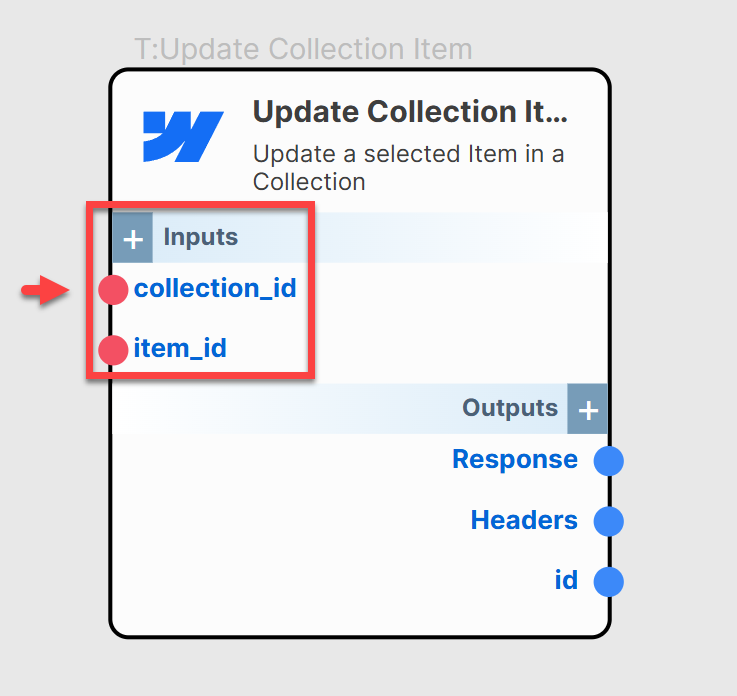 T:Update Collection Item
Update Collection It...
Update a selected Item in a
Collection
+ Inputs
collection_id
item_id
Outputs +
Response
Headers
id